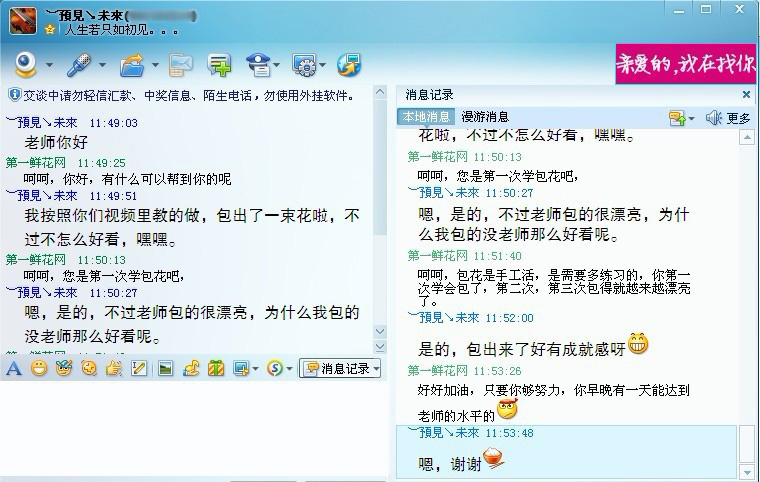 ︶預見↘未來(
人生若只如初见。。。
亲爱的,我在找你
交谈中请勿轻信汇款、中奖信息、陌生电话，勿使用外挂软件。
︶預見↘未來 11:49:03
老师你好
第一鲜花网 11:49:25
呵呵，你好，有什么可以帮到你的呢
︶預見↘未來 11:49:51
我按照你们视频里教的做，包出了一束花啦，不
过不怎么好看，嘿嘿。
第一鲜花网 11:50:13
呵呵，您是第一次学包花吧，
︶預見↘未來 11:50:27
嗯，是的，不过老师包的很漂亮，为什么我包的
没老师那么好看呢。
消息记录
消息记录
本地消息 漫游消息 更多
花啦，不过不怎么好看，嘿嘿。
第一鲜花网 11:50:13
呵呵，您是第一次学包花吧，
︶預見↘未來 11:50:27
嗯，是的，不过老师包的很漂亮，为什
么我包的没老师那么好看呢。
第一鲜花网 11:51:40
呵呵，包花是手工活，是需要多练习的，你第一
次学会包了，第二次，第三次包得就越来越漂亮
了。
︶預見↘未來 11:52:00
是的，包出来了好有成就感呀
第一鲜花网 11:53:26
好好加油，只要你够努力，你早晚有一天能达到
老师的水平的
︶預見↘未來 11:53:48
嗯，谢谢